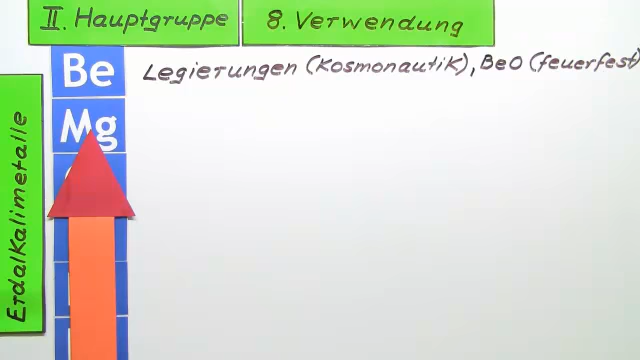 II. Hauptgruppe
8. Verwendung
Be
Legierungen (Kosmonautik), BeO (feuerfest)
Mg
Erdalkalimetalle